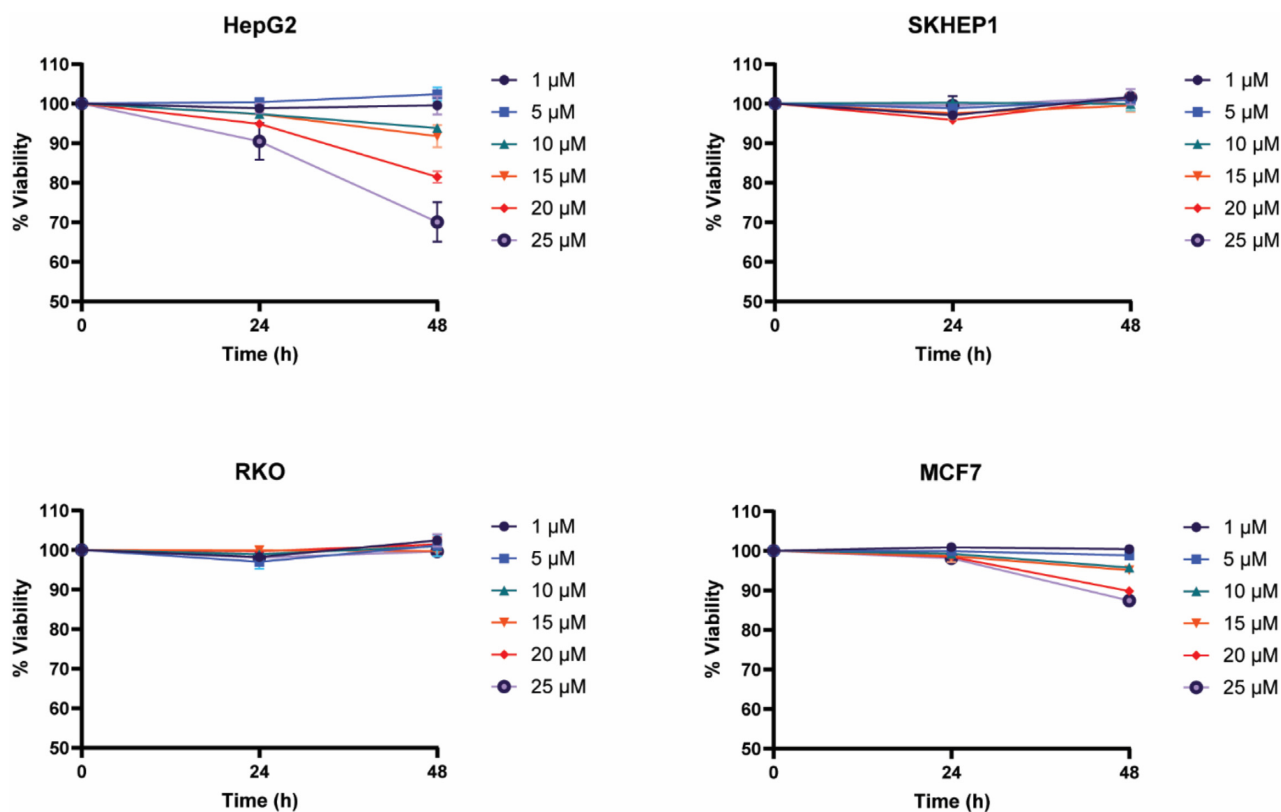 HepG2
110
100
90
80
70
60
50
% Viability
0
24
48
Time (h)
1 µM
5 µM
10 µM
15 µM
20 µM
25 µM
SKHEP1
110
100
90
80
70
60
50
% Viability
0
24
48
Time (h)
1 µM
5 µM
10 µM
15 µM
20 µM
25 µM
RKO
110
100
90
80
70
60
50
% Viability
0
24
48
Time (h)
1 µM
5 µM
10 µM
15 µM
20 µM
25 µM
MCF7
110
100
90
80
70
60
50
% Viability
0
24
48
Time (h)
1 µM
5 µM
10 µM
15 µM
20 µM
25 µM